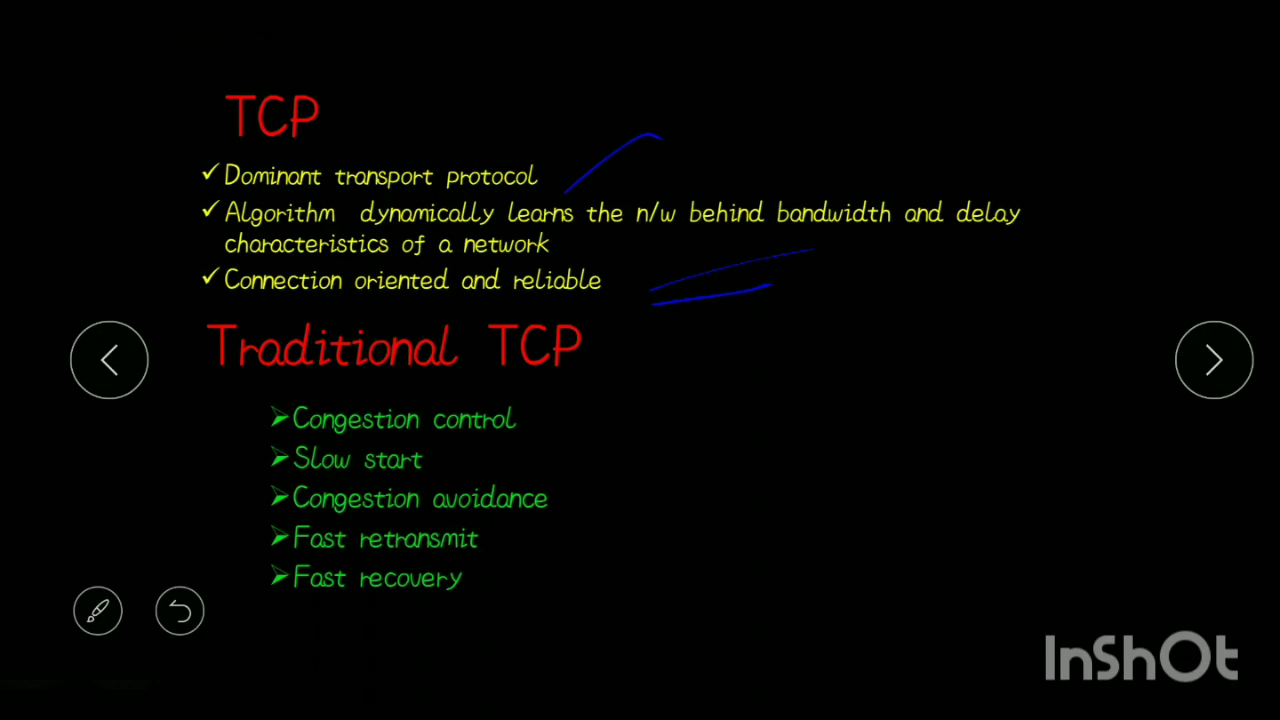 TCP
✓ Dominant transport protocol
✓ Algorithm dynamically learns the n/w behind bandwidth and delay
characteristics of a network
✓ Connection oriented and reliable
Traditional TCP
➢ Congestion control
➢ Slow start
➢ Congestion avoidance
➢ Fast retransmit
➢ Fast recovery
InShOt